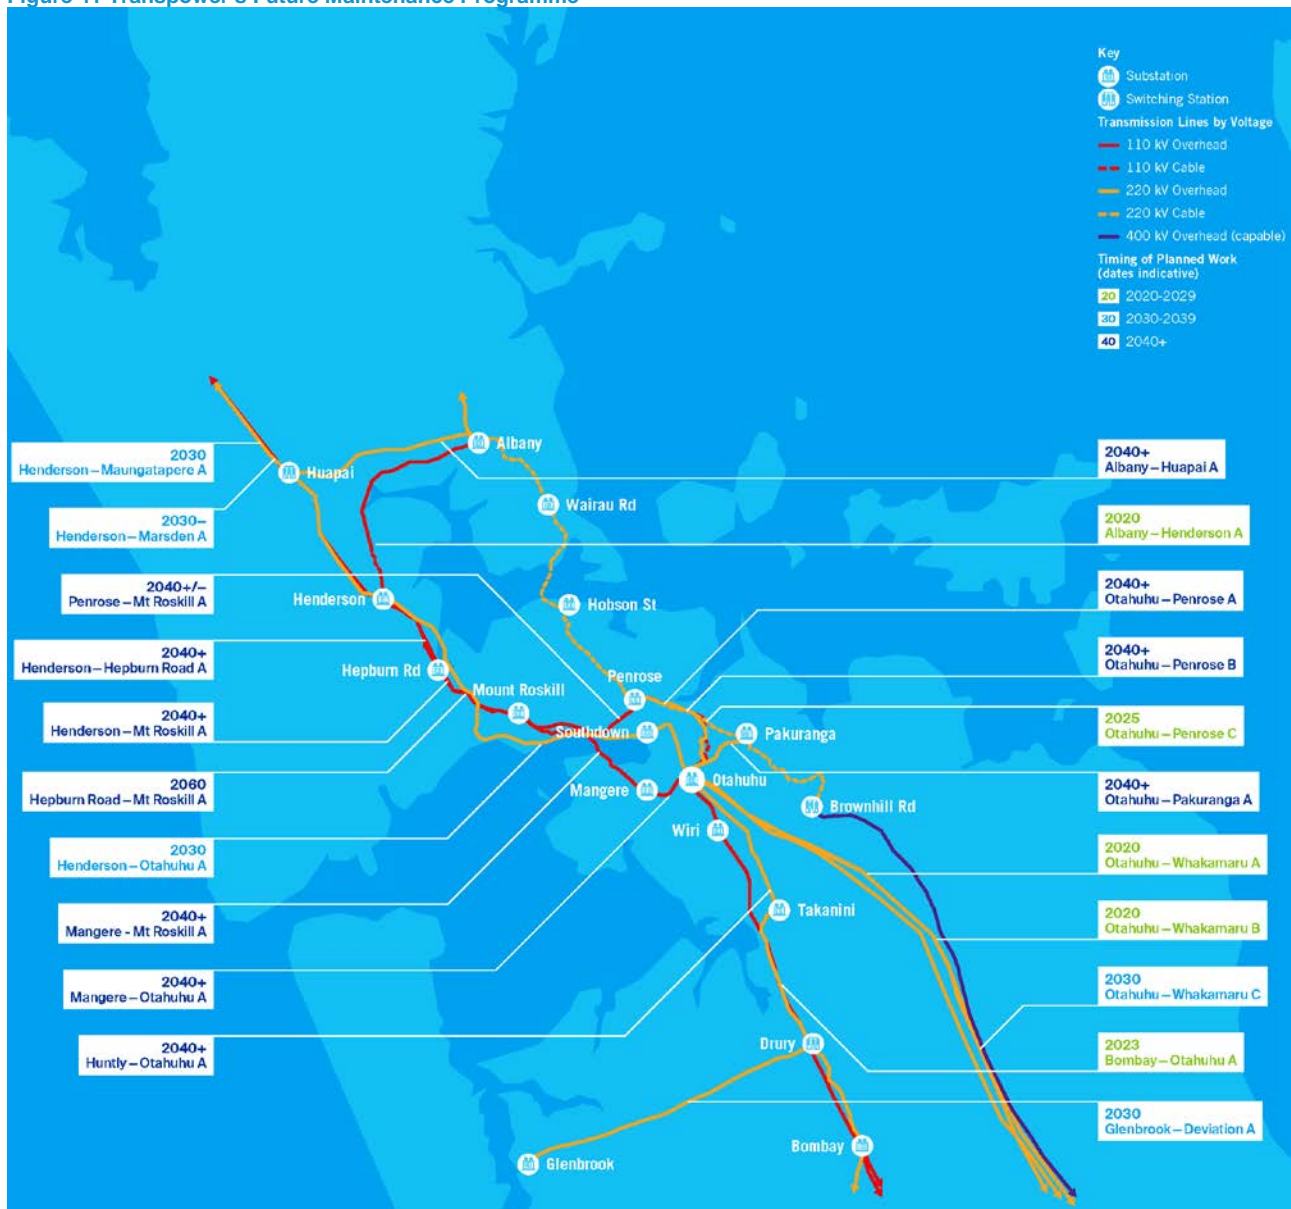 Figure 1: Transpower's Future Maintenance Programme
Key
Substation
Switching Station
Transmission Lines by Voltage
110 kV Overhead
110 kV Cable
220 kV Overhead
220 kV Cable
400 kV Overhead (capable)
Timing of Planned Work
(dates indicative)
20 2020-2029
30 2030-2039
40 2040+
2030
Henderson – Maungatapere A
2030–
Henderson – Marsden A
2040+/–
Penrose – Mt Roskill A
2040+
Henderson – Hepburn Road A
2040+
Henderson – Mt Roskill A
2060
Hepburn Road – Mt Roskill A
2030
Henderson – Otahuhu A
2040+
Mangere - Mt Roskill A
2040+
Mangere – Otahuhu A
2040+
Huntly – Otahuhu A
Huapai
Albany
Wairau Rd
Henderson
Hobson St
Hepburn Rd
Penrose
Mount Roskill
Southdown
Pakuranga
Otahuhu
Mangere
Brownhill Rd
Wiri
Takanini
Drury
Bombay
Glenbrook
2040+
Albany – Huapai A
2020
Albany – Henderson A
2040+
Otahuhu – Penrose A
2040+
Otahuhu – Penrose B
2025
Otahuhu – Penrose C
2040+
Otahuhu – Pakuranga A
2020
Otahuhu – Whakamaru A
2020
Otahuhu – Whakamaru B
2030
Otahuhu – Whakamaru C
2023
Bombay – Otahuhu A
2030
Glenbrook – Deviation A